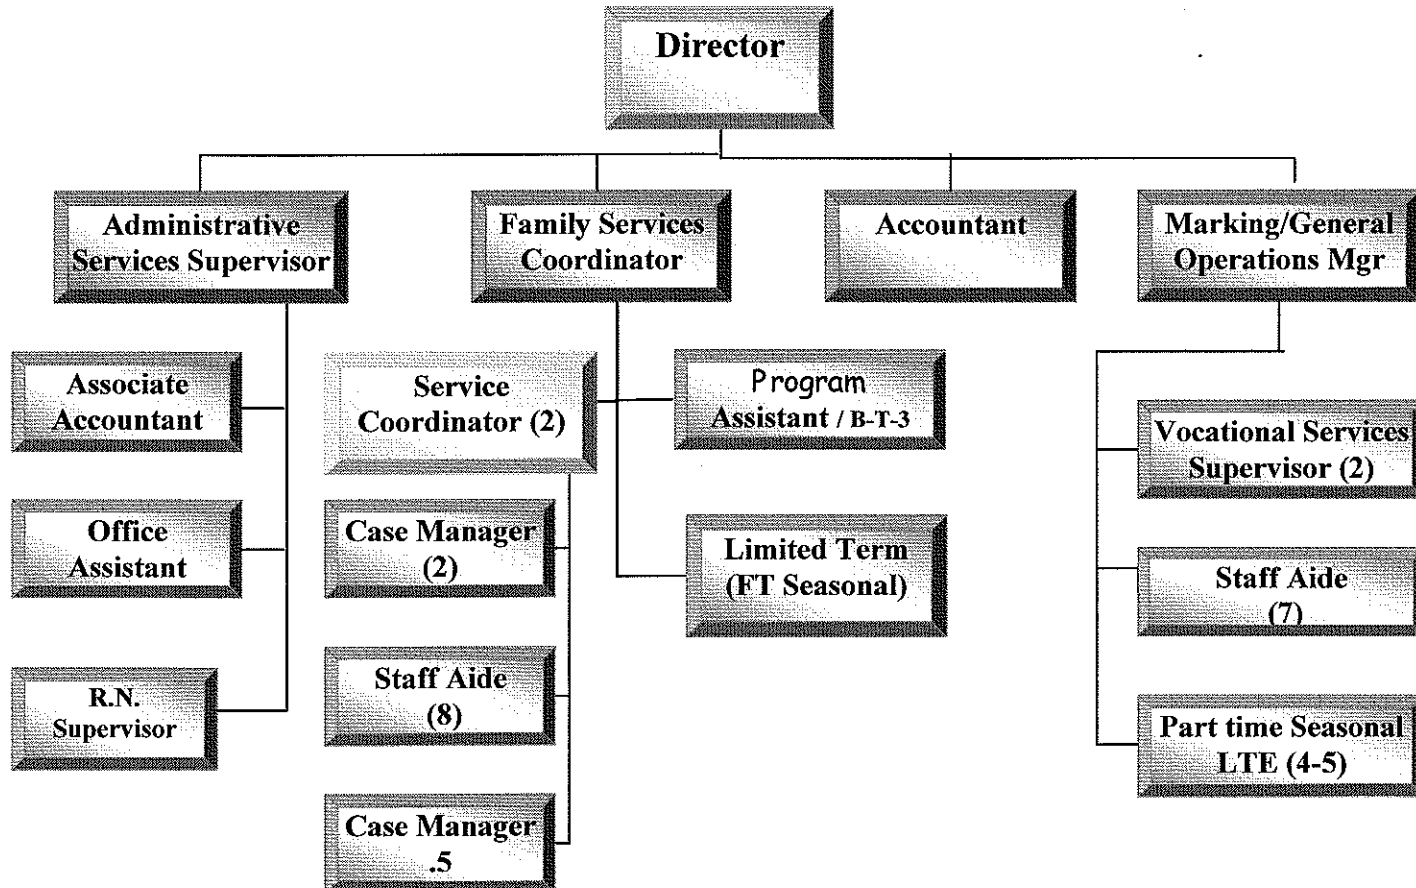 Director
Administrative
Services Supervisor
Family Services
Coordinator
Accountant
Marking/General
Operations Mgr
Associate
Accountant
Office
Assistant
R.N.
Supervisor
Service
Coordinator (2)
Case Manager
(2)
Staff Aide
(8)
Case Manager
.5
Program
Assistant / B-T-3
Limited Term
(FT Seasonal)
Vocational Services
Supervisor (2)
Staff Aide
(7)
Part time Seasonal
LTE (4-5)